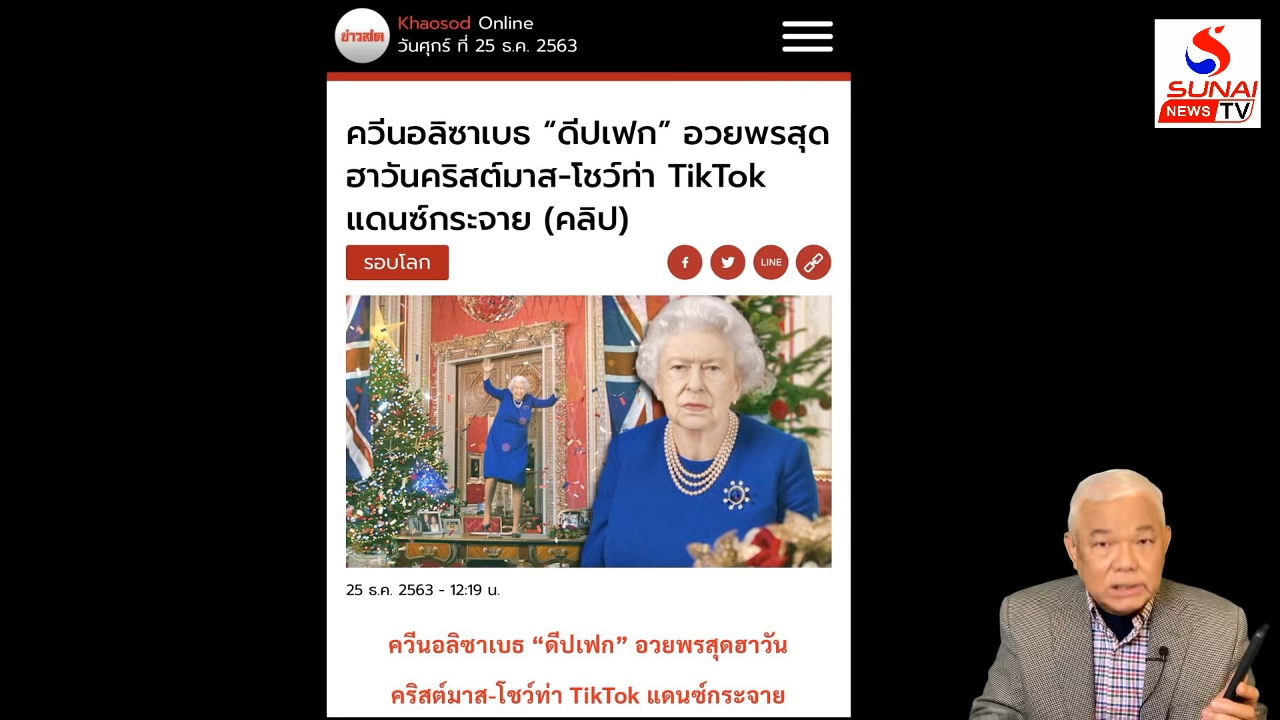 ข่าวสด
Khaosod Online
วันศุกร์ ที่ 25 ธ.ค. 2563
SUNAI
NEWS TV
ควีนอลิซาเบธ “ดีปเฟก” อวยพรสุด
ฮาวันคริสต์มาส-โชว์ท่า TikTok
แดนซ์กระจาย (คลิป)
รอบโลก
LINE
25 ธ.ค. 2563 - 12:19 น.
ควีนอลิซาเบธ “ดีปเฟก” อวยพรสุดฮาวัน
คริสต์มาส-โชว์ท่า TikTok แดนซ์กระจาย